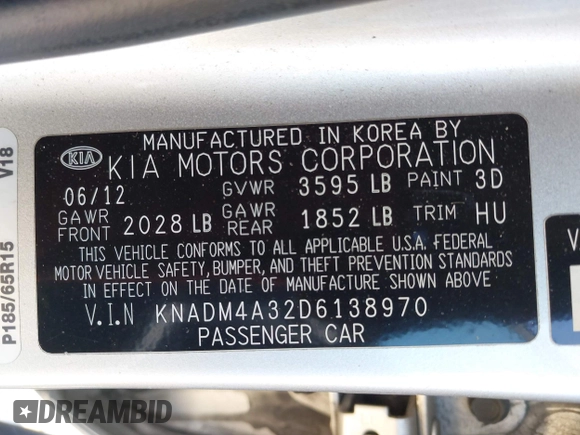 MANUFACTURED IN KOREA BY
KIA KIA MOTORS CORPORATION
06/12 GVWR 3595 LB PAINT 3D
GAWR FRONT 2028 LB GAWR REAR 1852 LB TRIM HU
THIS VEHICLE CONFORMS TO ALL APPLICABLE U.S.A. FEDERAL
MOTOR VEHICLE SAFETY, BUMPER, AND THEFT PREVENTION STANDARDS
IN EFFECT ON THE DATE OF MANUFACTURE SHOWN ABOVE.
V.I.N KNADM4A32D6138970
PASSENGER CAR
P185/65R15 V18
V
DREAMBID